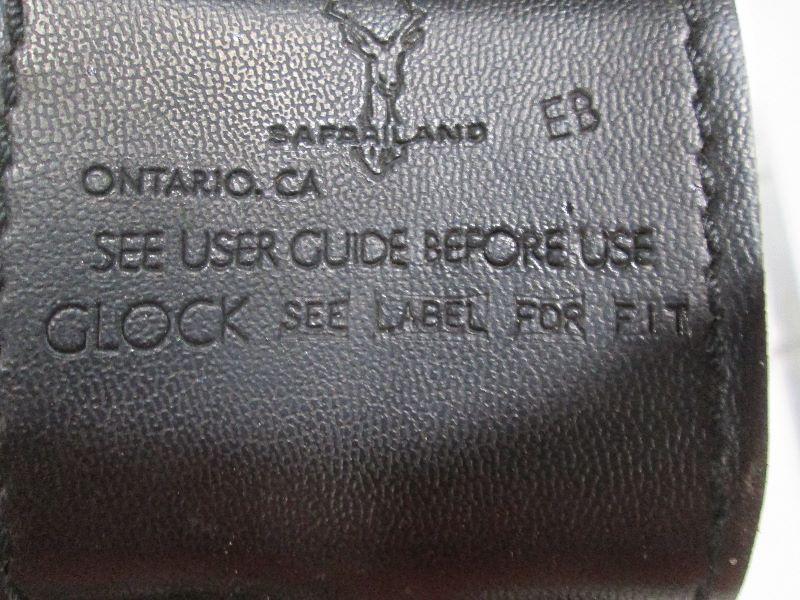 SAFARILAND
EB
ONTARIO. CA
SEE USER GUIDE BEFORE USE
GLOCK SEE LABEL FOR FIT